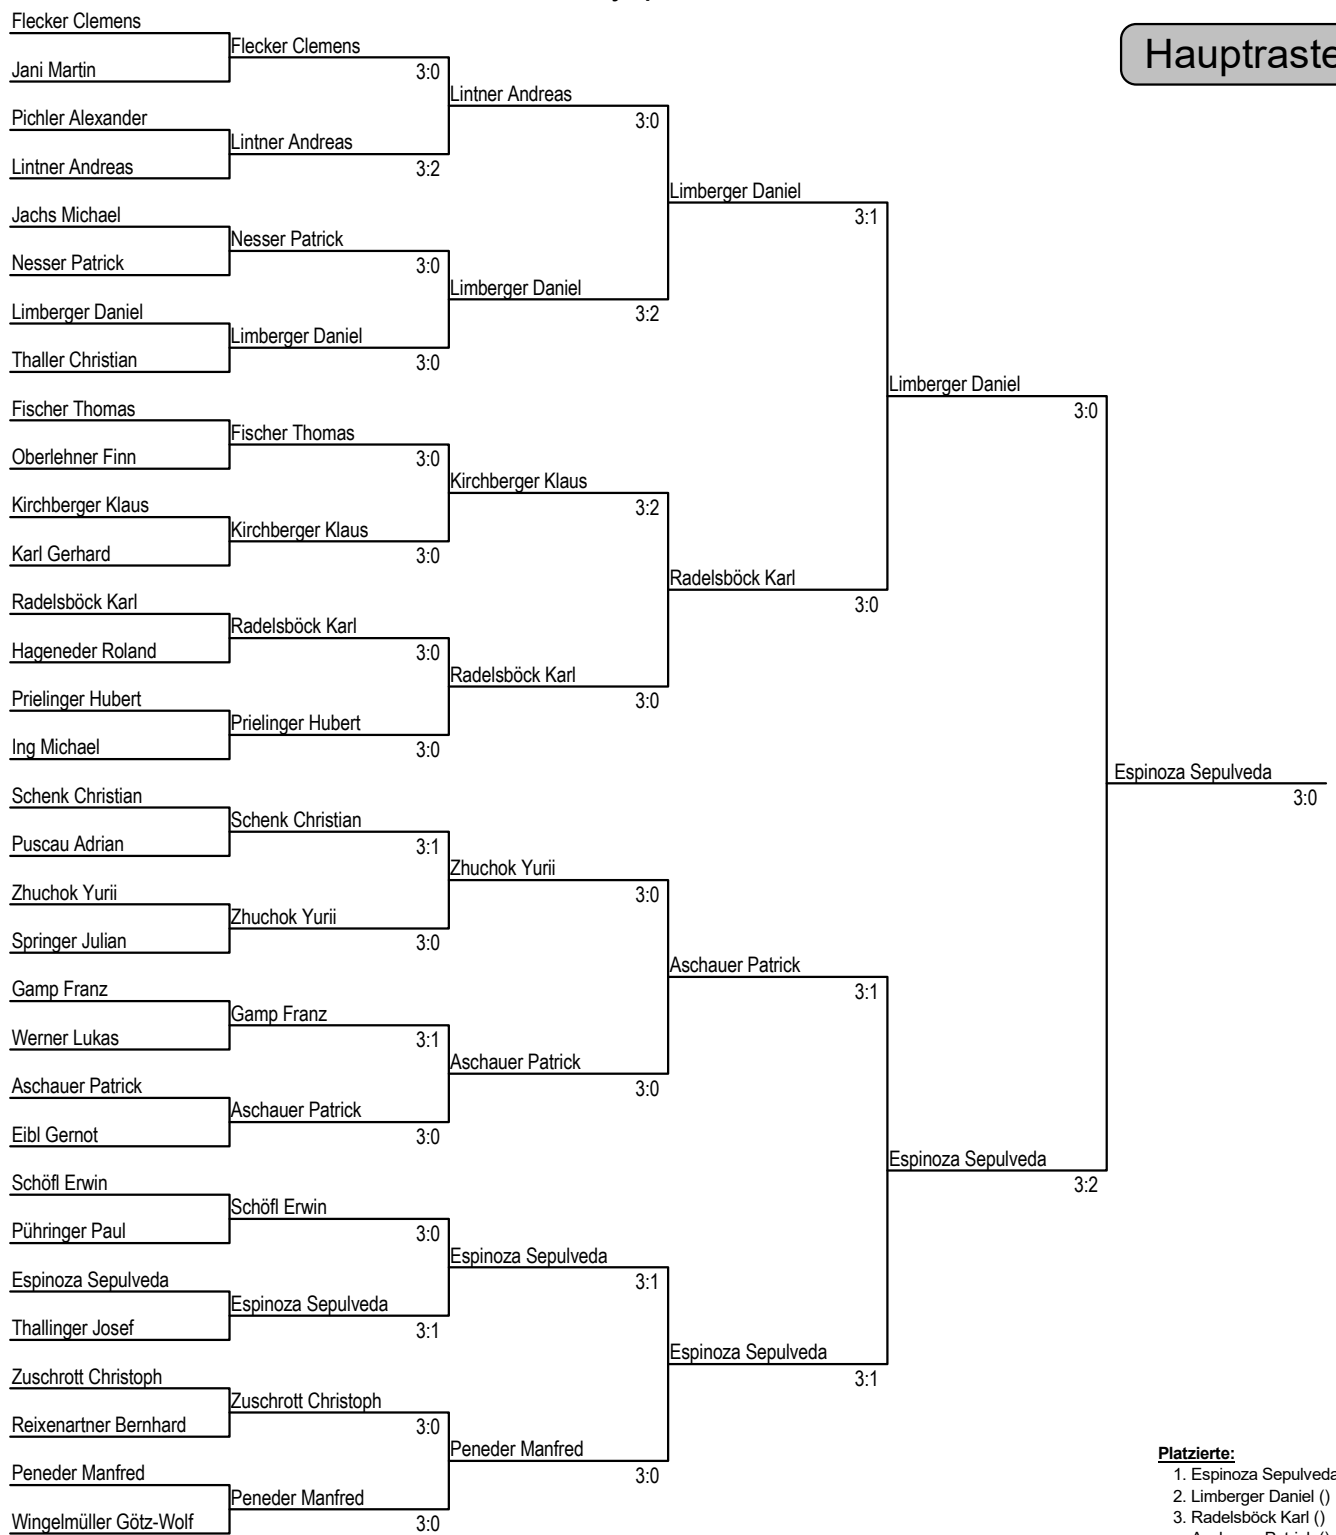 Hauptraste
Flecker Clemens
Jani Martin
Pichler Alexander
Lintner Andreas
Jachs Michael
Nesser Patrick
Limberger Daniel
Thaller Christian
Fischer Thomas
Oberlehner Finn
Kirchberger Klaus
Karl Gerhard
Radelsböck Karl
Hageneder Roland
Prielinger Hubert
Ing Michael
Schenk Christian
Puscau Adrian
Zhuchok Yurii
Springer Julian
Gamp Franz
Werner Lukas
Aschauer Patrick
Eibl Gernot
Schöfl Erwin
Pühringer Paul
Espinoza Sepulveda
Thallinger Josef
Zuschrott Christoph
Reixenartner Bernhard
Peneder Manfred
Wingelmüller Götz-Wolf
Flecker Clemens
3:0
Lintner Andreas
3:2
Nesser Patrick
3:0
Limberger Daniel
3:0
Fischer Thomas
3:0
Kirchberger Klaus
3:0
Radelsböck Karl
3:0
Prielinger Hubert
3:0
Schenk Christian
3:1
Zhuchok Yurii
3:0
Gamp Franz
3:1
Aschauer Patrick
3:0
Schöfl Erwin
3:0
Espinoza Sepulveda
3:1
Zuschrott Christoph
3:0
Peneder Manfred
3:0
Lintner Andreas
3:0
Limberger Daniel
3:2
Kirchberger Klaus
3:2
Radelsböck Karl
3:0
Zhuchok Yurii
3:0
Aschauer Patrick
3:0
Espinoza Sepulveda
3:1
Peneder Manfred
3:0
Limberger Daniel
3:1
Radelsböck Karl
3:0
Aschauer Patrick
3:1
Espinoza Sepulveda
3:1
Limberger Daniel
3:0
Espinoza Sepulveda
3:2
Espinoza Sepulveda
3:0
Platzierte:
1. Espinoza Sepulveda
2. Limberger Daniel ()
3. Radelsböck Karl ()